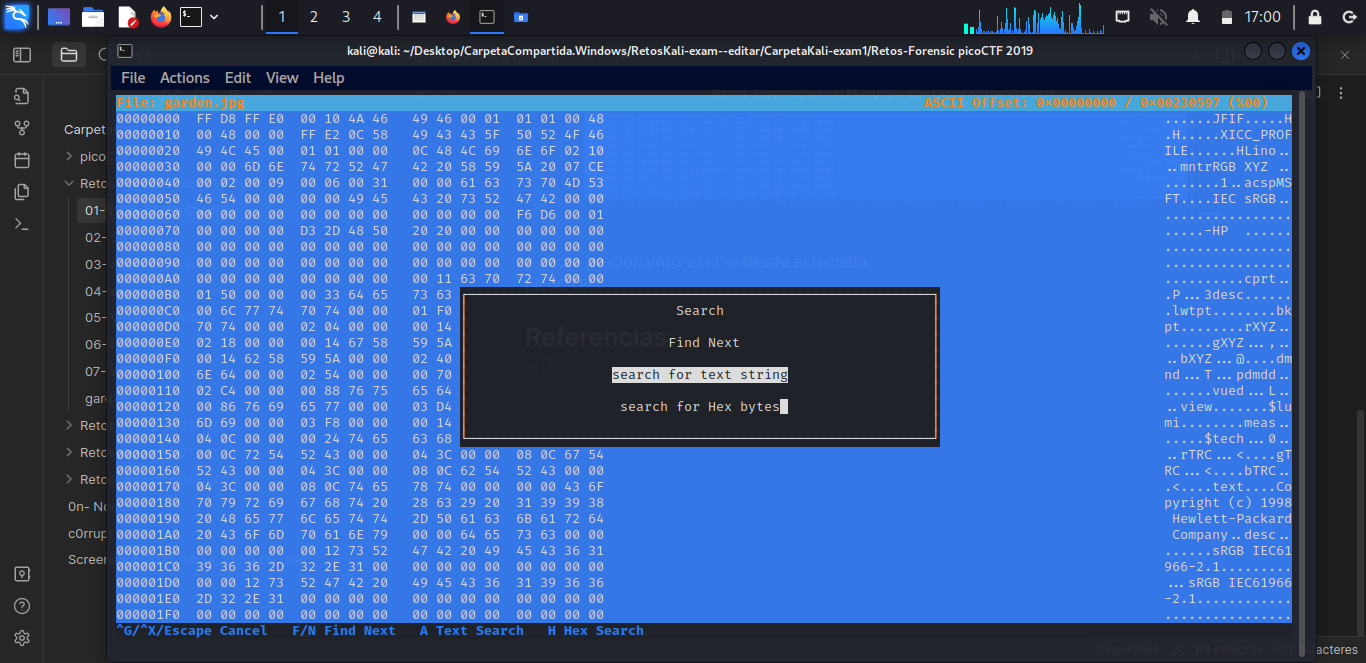 1 2 3 4 17:00
kali@kali: ~/Desktop/CarpetaCompartida.Windows/RetosKali-exam--editar/CarpetaKali-exam1/Retos-Forensic picoCTF 2019
File Actions Edit View Help
File: garden.jpg ASCII Offset: 0×00000000 / 0×00230597 (%00)
00000000 FF D8 FF E0 00 10 4A 46 49 46 00 01 01 01 00 48 ......JFIF.....H
00000010 00 48 00 00 FF E2 0C 58 49 43 43 5F 50 52 4F 46 .H.....XICC_PROF
00000020 49 4C 45 00 01 01 00 00 0C 48 4C 69 6E 6F 02 10 ILE......HLino..
00000030 00 00 6D 6E 74 72 52 47 42 20 58 59 5A 20 07 CE ..mntrRGB XYZ ..
00000040 00 02 00 09 00 06 00 31 00 00 61 63 73 70 4D 53 .......1..acspMS
00000050 46 54 00 00 00 00 49 45 43 20 73 52 47 42 00 00 FT....IEC sRGB..
00000060 00 00 00 00 00 00 00 00 00 00 00 00 F6 D6 00 01 ................
00000070 00 00 00 00 D3 2D 48 50 20 20 00 00 00 00 00 00 .....-HP  ......
00000080 00 00 00 00 00 00 00 00 00 00 00 00 00 00 00 00 ................
00000090 00 00 00 00 00 00 00 00 00 00 00 00 00 00 00 00 ................
000000A0 00 00 00 00 00 00 00 00 00 11 63 70 72 74 00 00 ..........cprt..
000000B0 01 50 00 00 00 33 64 65 73 63 .P...3desc......
000000C0 00 6C 77 74 70 74 00 00 01 F0 .lwtpt........bk
000000D0 70 74 00 00 02 04 00 00 00 14 pt........rXYZ..
000000E0 02 18 00 00 00 14 67 58 59 5A ......gXYZ...,..
000000F0 00 14 62 58 59 5A 00 00 02 40 ..bXYZ...@....dm
00000100 6E 64 00 00 02 54 00 00 00 70 nd...T...pdmdd..
00000110 02 C4 00 00 00 88 76 75 65 64 ......vued...L..
00000120 00 86 76 69 65 77 00 00 03 D4 ..view.......$lu
00000130 6D 69 00 00 03 F8 00 00 00 14 mi........meas..
00000140 04 0C 00 00 00 24 74 65 63 68 .....$tech...0..
00000150 00 0C 72 54 52 43 00 00 04 3C 00 00 08 0C 67 54 ..rTRC...<....gT
00000160 52 43 00 00 04 3C 00 00 08 0C 62 54 52 43 00 00 RC...<....bTRC..
00000170 04 3C 00 00 08 0C 74 65 78 74 00 00 00 00 43 6F .<....text....Co
00000180 70 79 72 69 67 68 74 20 28 63 29 20 31 39 39 38 pyright (c) 1998
00000190 20 48 65 77 6C 65 74 74 2D 50 61 63 6B 61 72 64 Hewlett-Packard
000001A0 20 43 6F 6D 70 61 6E 79 00 00 64 65 73 63 00 00 Company..desc..
000001B0 00 00 00 00 00 12 73 52 47 42 20 49 45 43 36 31 ......sRGB IEC61
000001C0 39 36 36 2D 32 2E 31 00 00 00 00 00 00 00 00 00 966-2.1.........
000001D0 00 00 00 12 73 52 47 42 20 49 45 43 36 31 39 36 36 ...sRGB IEC61966
000001E0 2D 32 2E 31 00 00 00 00 00 00 00 00 00 00 00 00 -2.1............
000001F0 00 00 00 00 00 00 00 00 00 00 00 00 00 00 00 00 ................
Search
Find Next
search for text string
search for Hex bytes
^G/^X/Escape Cancel F/N Find Next A Text Search H Hex Search
ecionamos ctrl+w desde el teclado,
Referencias
Carpet
pico
Reto
01-
02-
03-
04-
05-
06-
07-
gar
Reto
Reto
Reto
0n- No
c0rrup
Screen
0 backlinks
acteres